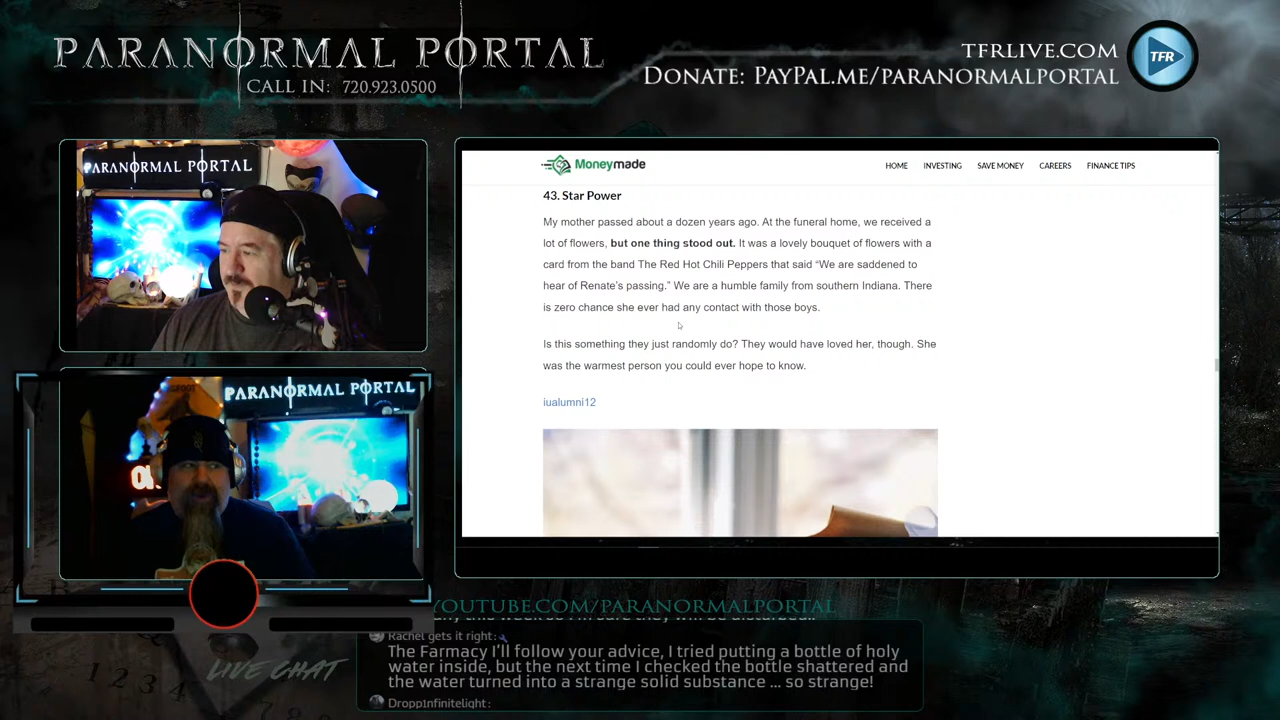 PARANORMAL PORTAL
CALL IN: 720.923.0500
TFRLIVE.COM
DONATE: PAYPAL.ME/PARANORMALPORTAL
TFR
PARANORMAL PORTAL
PARANORMAL PORTAL
Moneymade
HOME INVESTING SAVE MONEY CAREERS FINANCE TIPS
43. Star Power
My mother passed about a dozen years ago. At the funeral home, we received a
lot of flowers, but one thing stood out. It was a lovely bouquet of flowers with a
card from the band The Red Hot Chili Peppers that said “We are saddened to
hear of Renate’s passing.” We are a humble family from southern Indiana. There
is zero chance she ever had any contact with those boys.
Is this something they just randomly do? They would have loved her, though. She
was the warmest person you could ever hope to know.
iualumni12
YOUTUBE.COM/PARANORMALPORTAL
LIVE CHAT
Rachel gets it right:
The Farmacy I'll follow your advice, I tried putting a bottle of holy
water inside, but the next time I checked the bottle shattered and
the water turned into a strange solid substance ... so strange!
Dropp1nfinitelight: